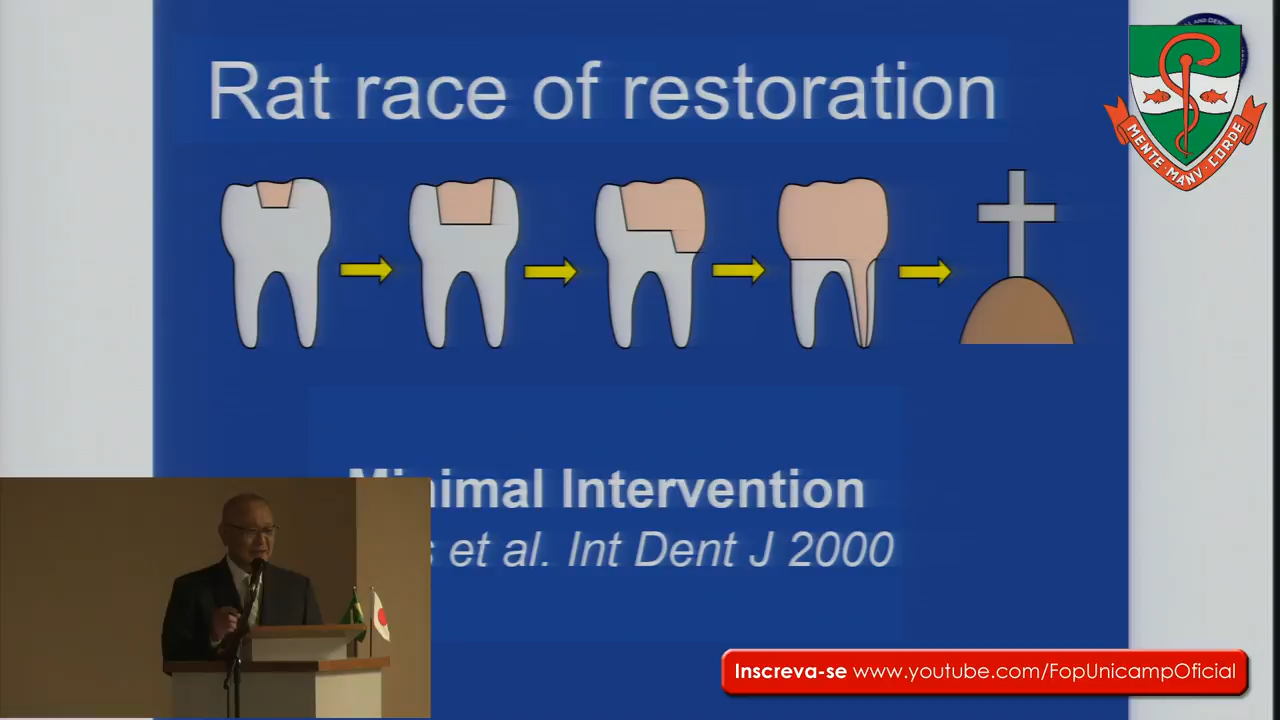 Rat race of restoration
MENTE · MANV · CORDE
Minimal Intervention
et al. Int Dent J 2000
Inscreva-se www.youtube.com/FopUnicampOficial